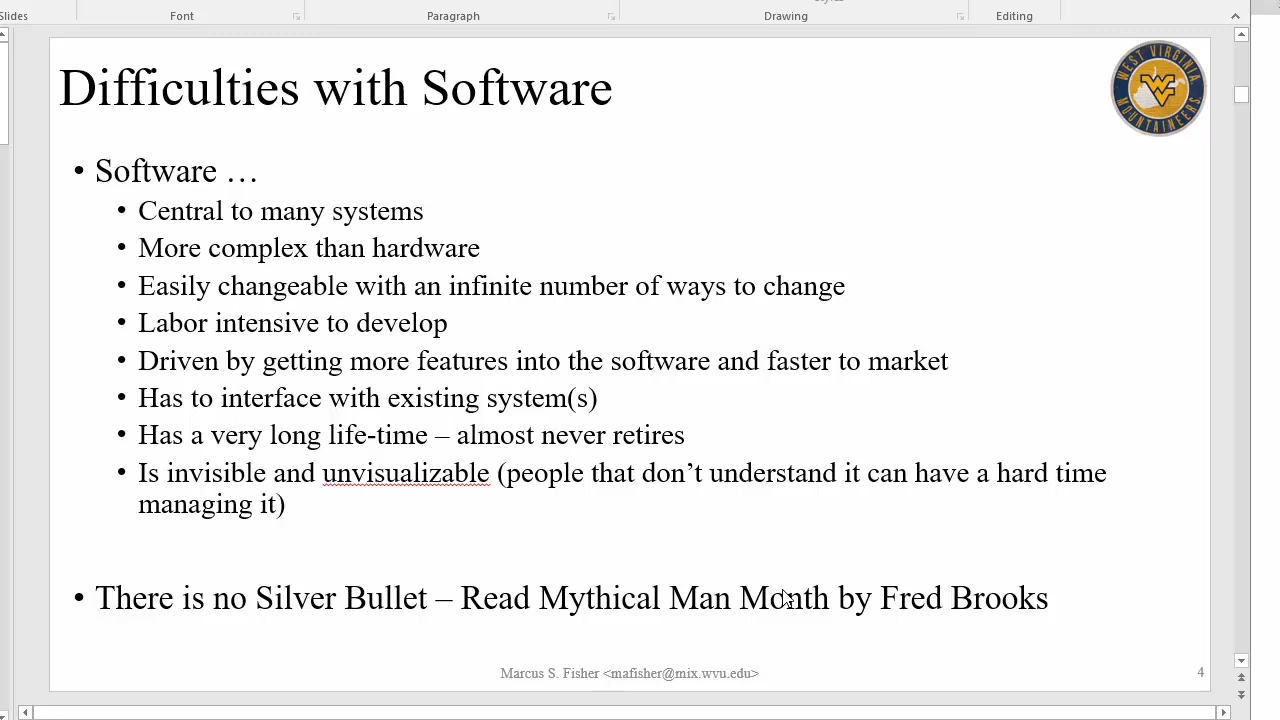 Slides Font Paragraph Drawing Editing
Difficulties with Software
WEST VIRGINIA
MOUNTAINEERS
• Software …
• Central to many systems
• More complex than hardware
• Easily changeable with an infinite number of ways to change
• Labor intensive to develop
• Driven by getting more features into the software and faster to market
• Has to interface with existing system(s)
• Has a very long life-time – almost never retires
• Is invisible and unvisualizable (people that don’t understand it can have a hard time
managing it)
• There is no Silver Bullet – Read Mythical Man Month by Fred Brooks
Marcus S. Fisher <mafisher@mix.wvu.edu> 4